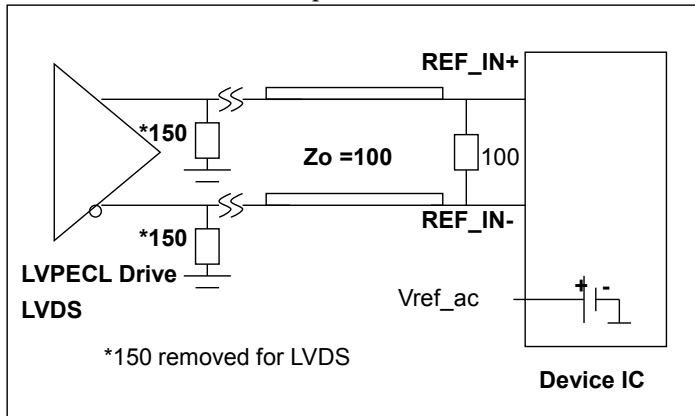 REF_IN+
*150
Zo =100
100
*150
REF_IN-
LVPECL Drive
LVDS
Vref_ac
+ -
*150 removed for LVDS
Device IC